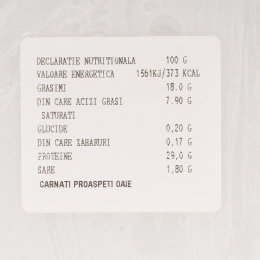 DECLARATIE NUTRITIONALA 100 G
VALOARE ENERGETICA 1561KJ/373 KCAL
GRASIMI 18.0 G
DIN CARE ACIZI GRASI 7.90 G
SATURATI
GLUCIDE 0,20 G
DIN CARE ZAHARURI 0,17 G
PROTEINE 29,0 G
SARE 1,80 G
CARNATI PROASPETI OAIE